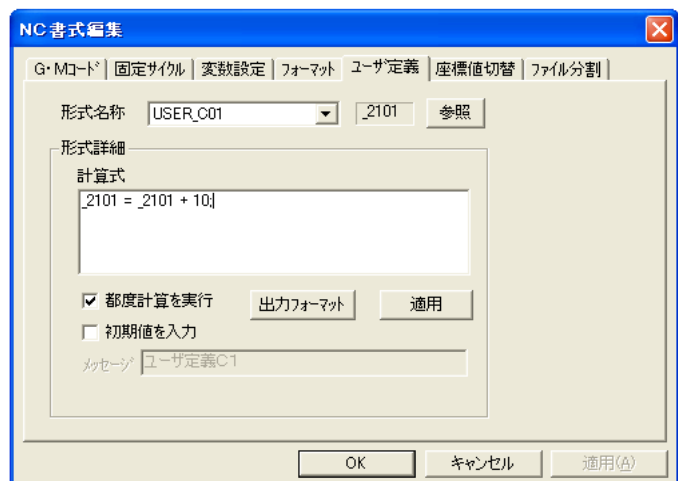 NC書式編集
G・Mコード 固定サイクル 変数設定 フォーマット ユーザ定義 座標値切替 ファイル分割
形式名称 USER_C01 _2101 参照
形式詳細
計算式
_2101 = _2101 + 10;
都度計算を実行 出力フォーマット 適用
初期値を入力
メッセージ ユーザ定義C1
OK キャンセル 適用(A)